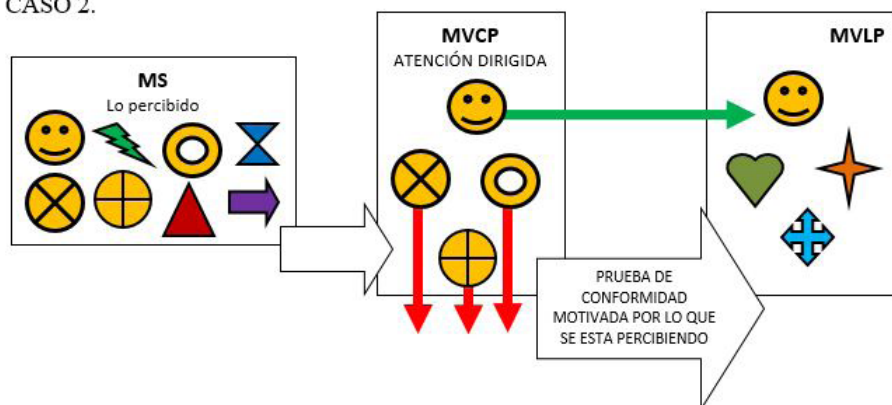 CASO 2.
MS
Lo percibido
MVCP
ATENCIÓN DIRIGIDA
MVLP
PRUEBA DE
CONFORMIDAD
MOTIVADA POR LO QUE
SE ESTA PERCIBIENDO